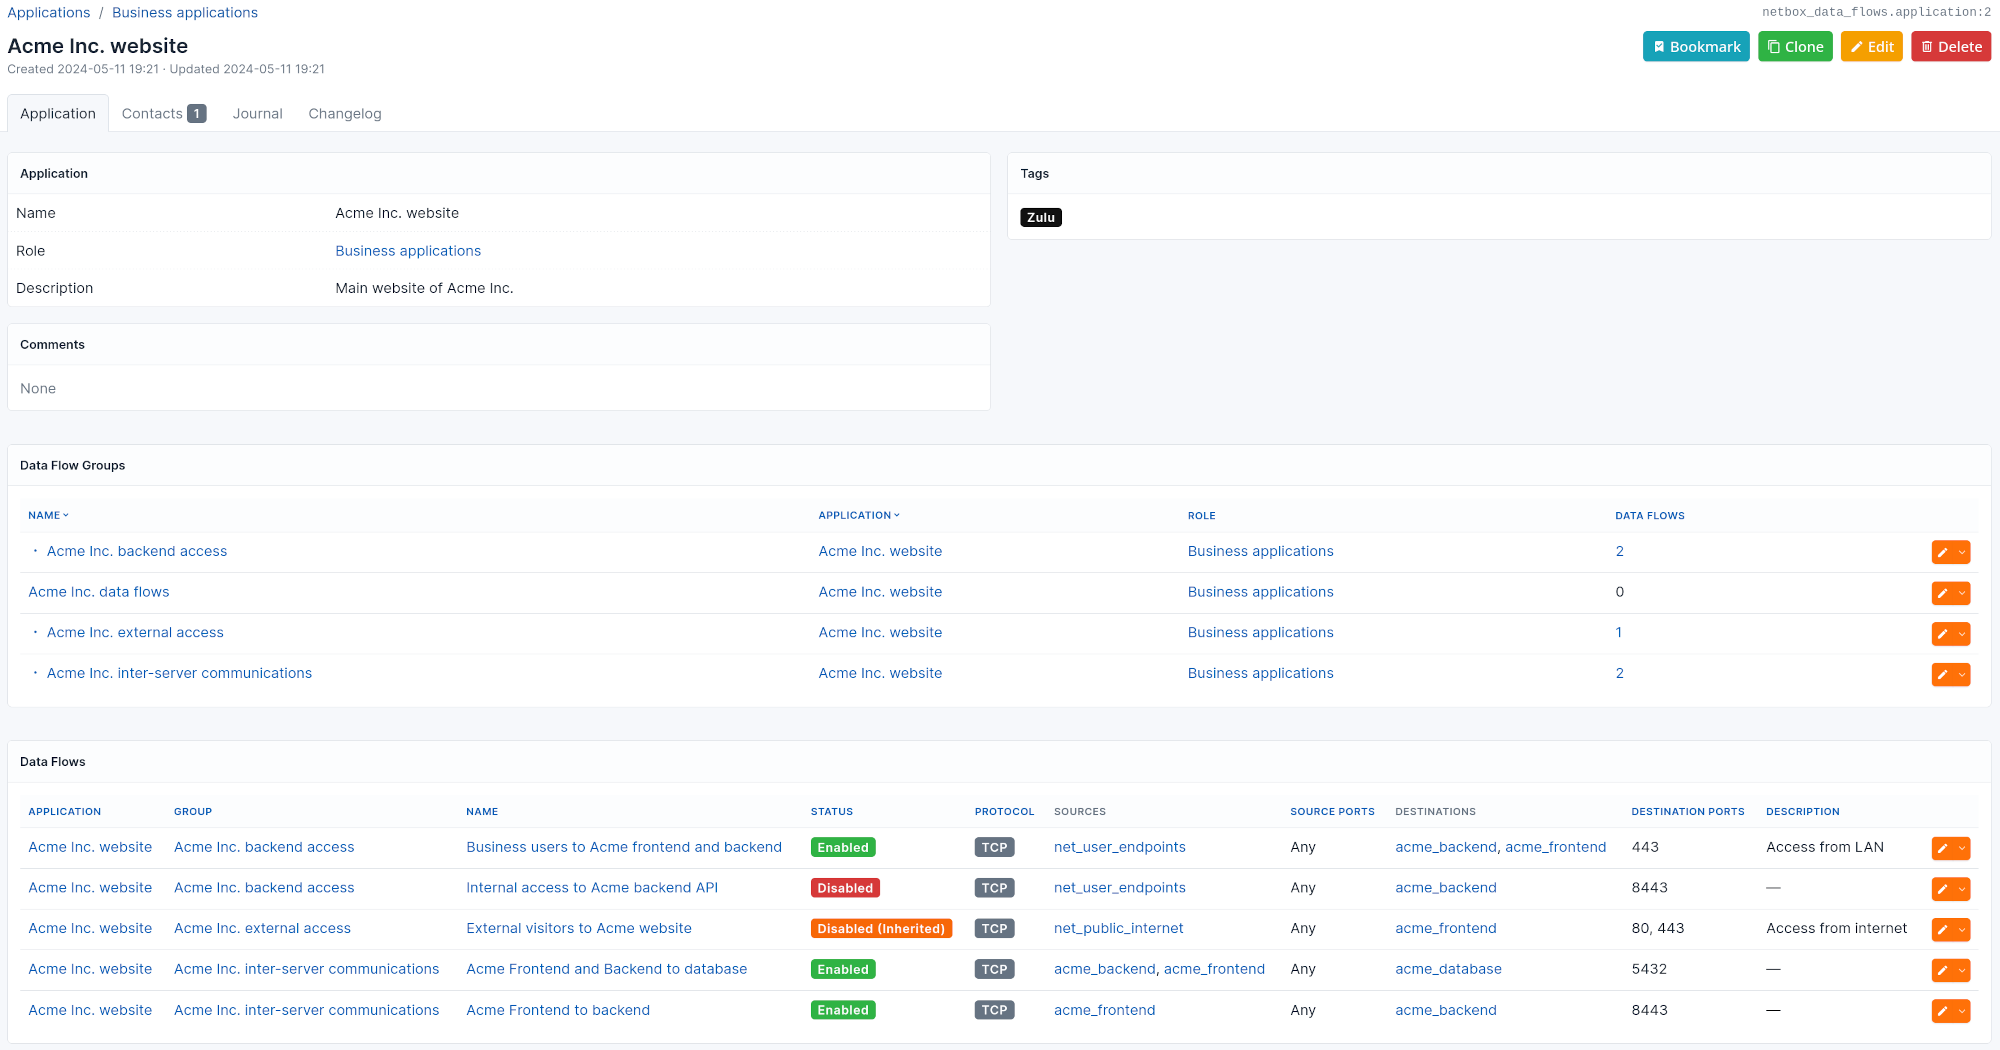 Applications / Business applications
netbox_data_flows.application:2
Acme Inc. website
Bookmark Clone Edit Delete
Created 2024-05-11 19:21 · Updated 2024-05-11 19:21
Application Contacts 1 Journal Changelog
Application
Name Acme Inc. website
Role Business applications
Description Main website of Acme Inc.
Tags
Zulu
Comments
None
Data Flow Groups
NAME APPLICATION ROLE DATA FLOWS
· Acme Inc. backend access Acme Inc. website Business applications 2
Acme Inc. data flows Acme Inc. website Business applications 0
· Acme Inc. external access Acme Inc. website Business applications 1
· Acme Inc. inter-server communications Acme Inc. website Business applications 2
Data Flows
APPLICATION GROUP NAME STATUS PROTOCOL SOURCES SOURCE PORTS DESTINATIONS DESTINATION PORTS DESCRIPTION
Acme Inc. website Acme Inc. backend access Business users to Acme frontend and backend Enabled TCP net_user_endpoints Any acme_backend, acme_frontend 443 Access from LAN
Acme Inc. website Acme Inc. backend access Internal access to Acme backend API Disabled TCP net_user_endpoints Any acme_backend 8443 —
Acme Inc. website Acme Inc. external access External visitors to Acme website Disabled (Inherited) TCP net_public_internet Any acme_frontend 80, 443 Access from internet
Acme Inc. website Acme Inc. inter-server communications Acme Frontend and Backend to database Enabled TCP acme_backend, acme_frontend Any acme_database 5432 —
Acme Inc. website Acme Inc. inter-server communications Acme Frontend to backend Enabled TCP acme_frontend Any acme_backend 8443 —